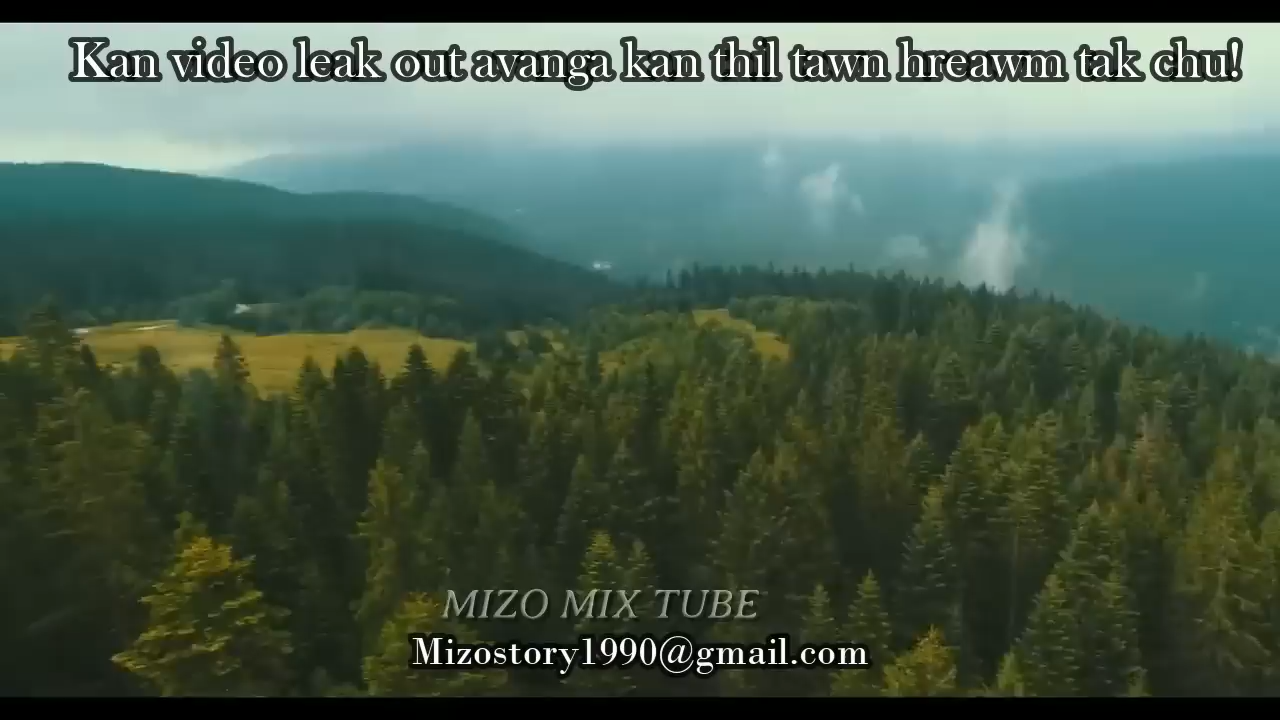 Kan video leak out avanga kan thil tawn hreawm tak chu!
MIZO MIX TUBE
Mizostory1990@gmail.com